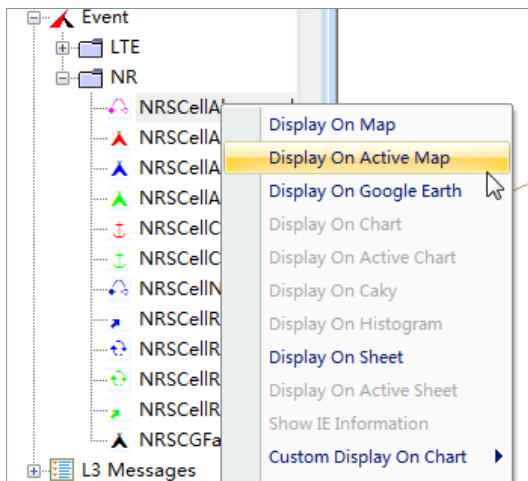 Event
LTE
NR
NRSCellA
NRSCellA
NRSCellA
NRSCellA
NRSCellC
NRSCellC
NRSCellN
NRSCellR
NRSCellR
NRSCellR
NRSCellR
NRSCGFa
L3 Messages
Display On Map
Display On Active Map
Display On Google Earth
Display On Chart
Display On Active Chart
Display On Caky
Display On Histogram
Display On Sheet
Display On Active Sheet
Show IE Information
Custom Display On Chart